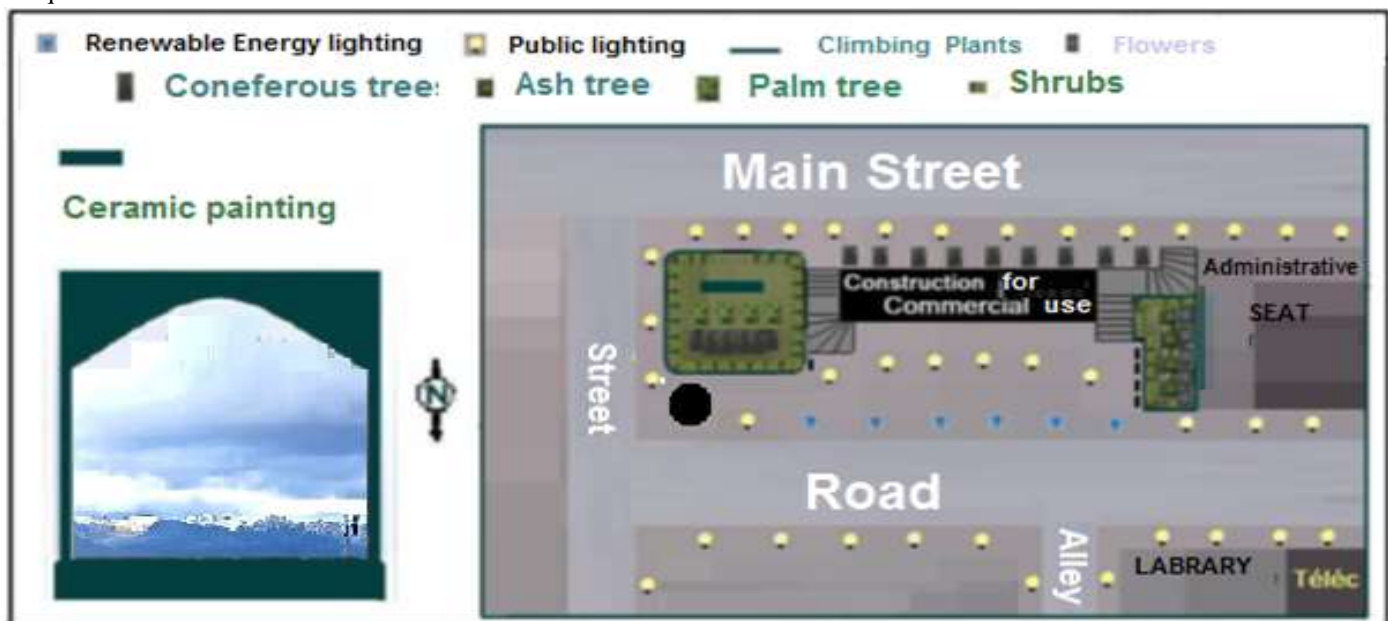 Renewable Energy lighting Public lighting Climbing Plants Flowers
Coneferous tree: Ash tree Palm tree Shrubs
Ceramic painting
Main Street
Construction for
Commercial use
Administrative
SEAT
Street
N
Road
Alley
LABRARY
Téléc